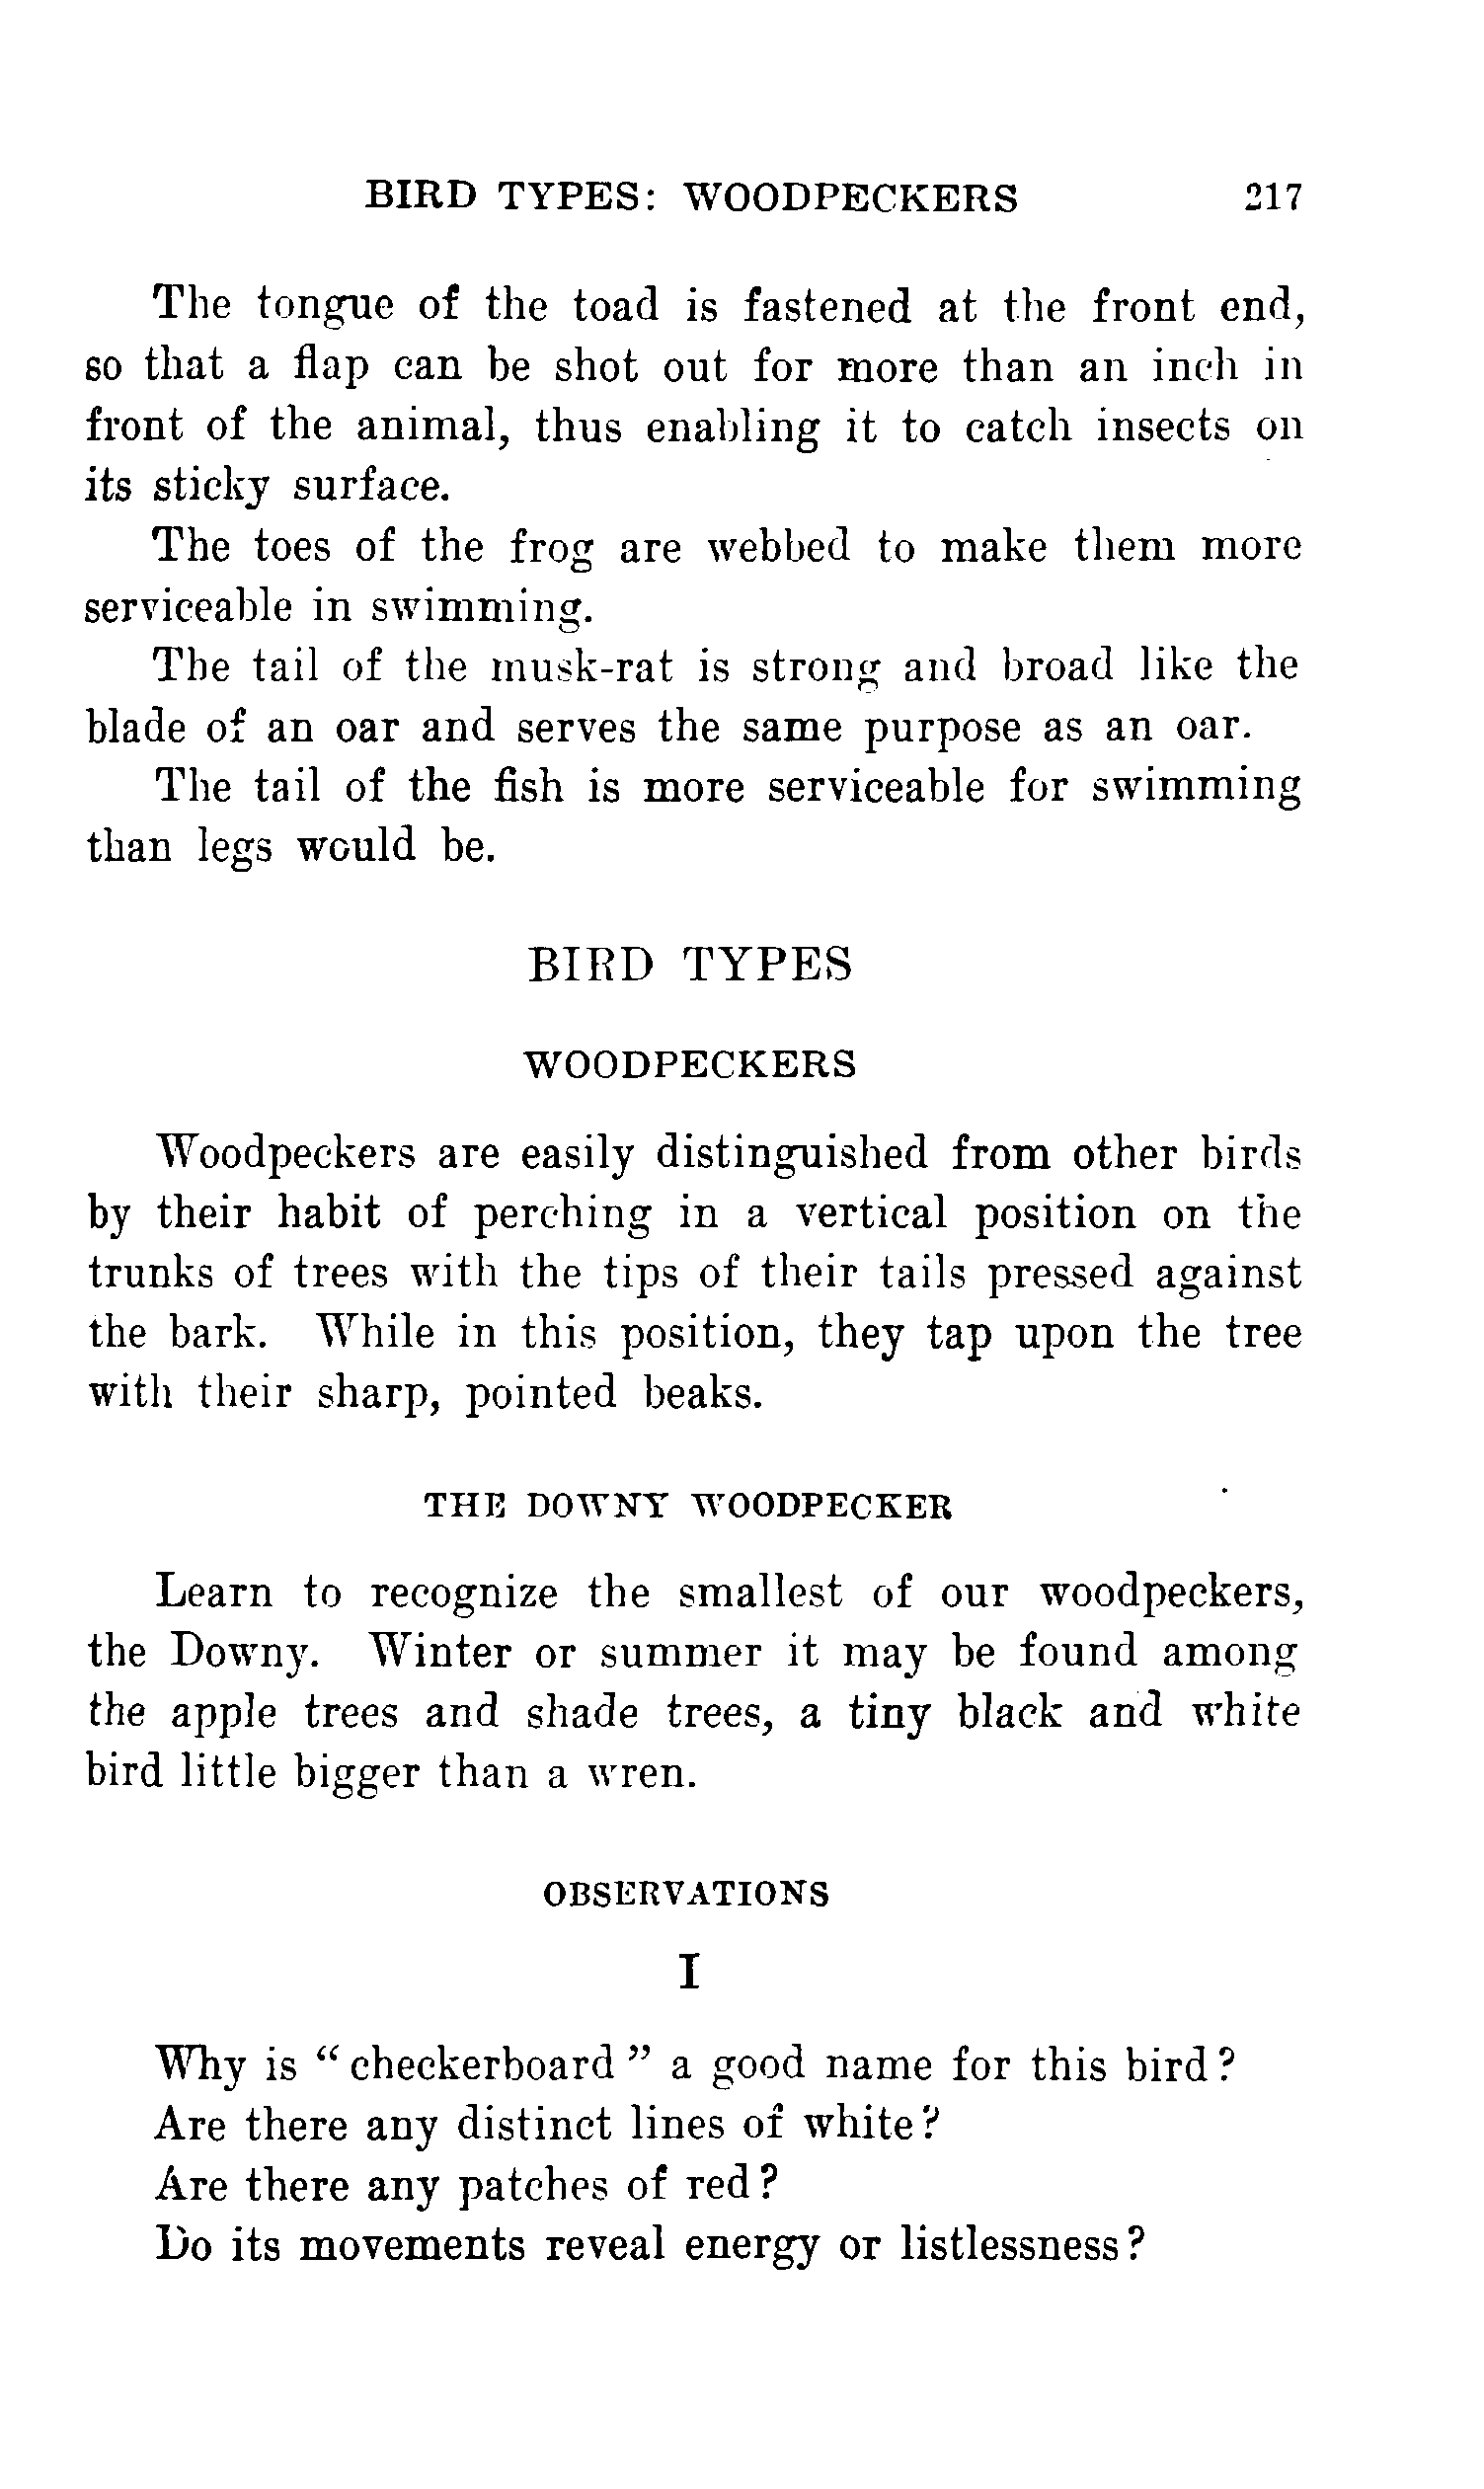 BIRD TYPES: WOODPECKERS 217
The tongue of the toad is fastened at the front end,
so that a flap can be shot out for more than an inch in
front of the animal, thus enabling it to catch insects on
its sticky surface.
The toes of the frog are webbed to make them more
serviceable in swimming.
The tail of the musk-rat is strong and broad like the
blade of an oar and serves the same purpose as an oar.
The tail of the fish is more serviceable for swimming
than legs would be.
BIRD TYPES
WOODPECKERS
Woodpeckers are easily distinguished from other birds
by their habit of perching in a vertical position on the
trunks of trees with the tips of their tails pressed against
the bark. While in this position, they tap upon the tree
with their sharp, pointed beaks.
THE DOWNY WOODPECKER
Learn to recognize the smallest of our woodpeckers,
the Downy. Winter or summer it may be found among
the apple trees and shade trees, a tiny black and white
bird little bigger than a wren.
OBSERVATIONS
I
Why is “checkerboard” a good name for this bird?
Are there any distinct lines of white?
Are there any patches of red?
Do its movements reveal energy or listlessness?